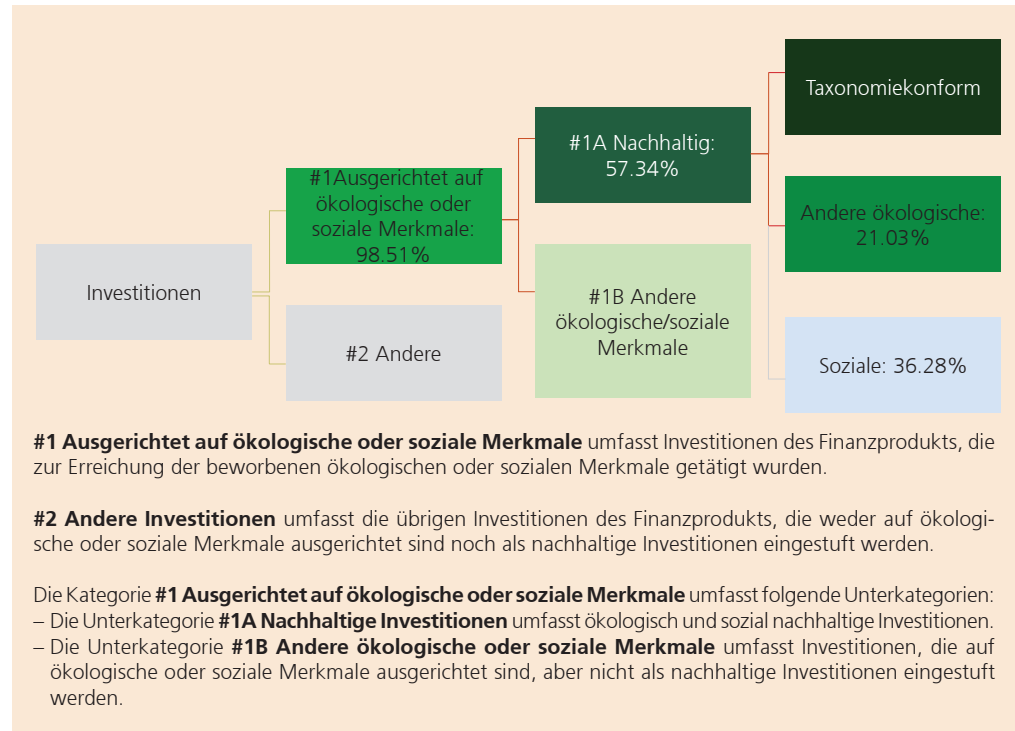 Investitionen
#1Ausgerichtet auf
ökologische oder
soziale Merkmale:
98.51%
#2 Andere
#1A Nachhaltig:
57.34%
#1B Andere
ökologische/soziale
Merkmale
Taxonomiekonform
Andere ökologische:
21.03%
Soziale: 36.28%
#1 Ausgerichtet auf ökologische oder soziale Merkmale umfasst Investitionen des Finanzprodukts, die
zur Erreichung der beworbenen ökologischen oder sozialen Merkmale getätigt wurden.
#2 Andere Investitionen umfasst die übrigen Investitionen des Finanzprodukts, die weder auf ökologi-
sche oder soziale Merkmale ausgerichtet sind noch als nachhaltige Investitionen eingestuft werden.
Die Kategorie #1 Ausgerichtet auf ökologische oder soziale Merkmale umfasst folgende Unterkategorien:
– Die Unterkategorie #1A Nachhaltige Investitionen umfasst ökologisch und sozial nachhaltige Investitionen.
– Die Unterkategorie #1B Andere ökologische oder soziale Merkmale umfasst Investitionen, die auf
ökologische oder soziale Merkmale ausgerichtet sind, aber nicht als nachhaltige Investitionen eingestuft
werden.